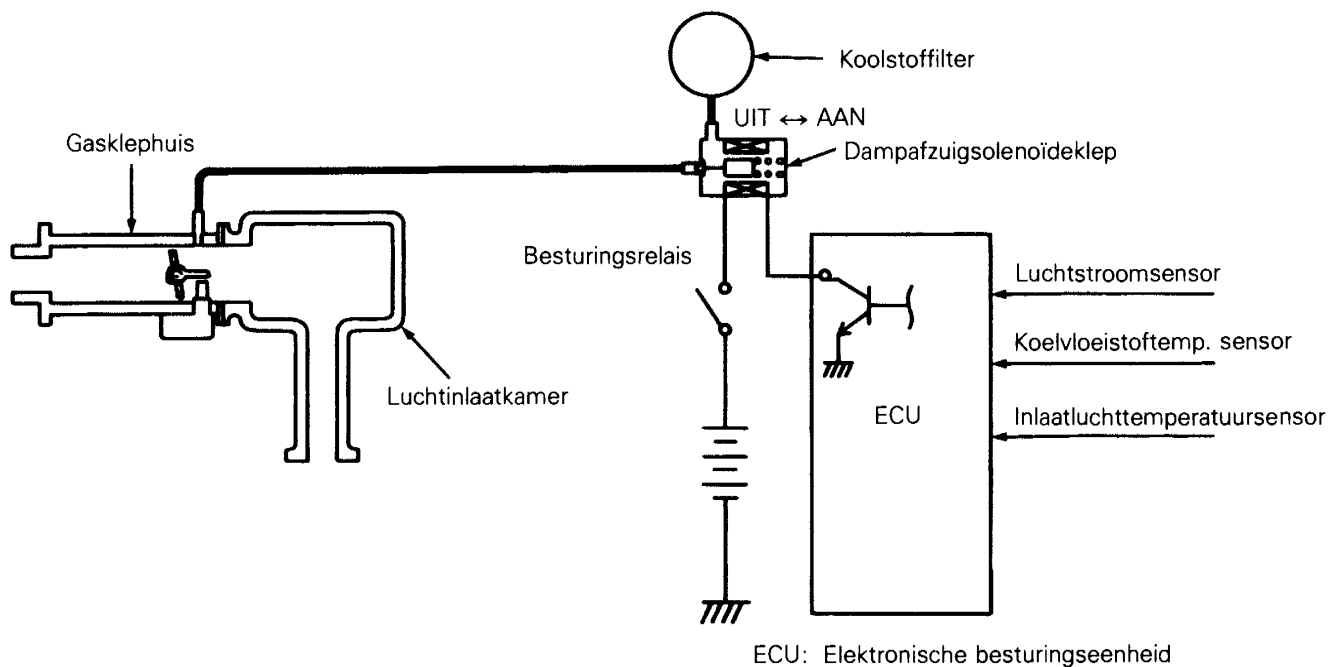 Koolstoffilter
UIT ↔ AAN
Gasklephuis
Dampafzuigsolenoïdeklep
Besturingsrelais
Luchtstroomsensor
Koelvloeistoftemp. sensor
Luchtinlaatkamer
ECU
Inlaatluchttemperatuursensor
ECU: Elektronische besturingseenheid